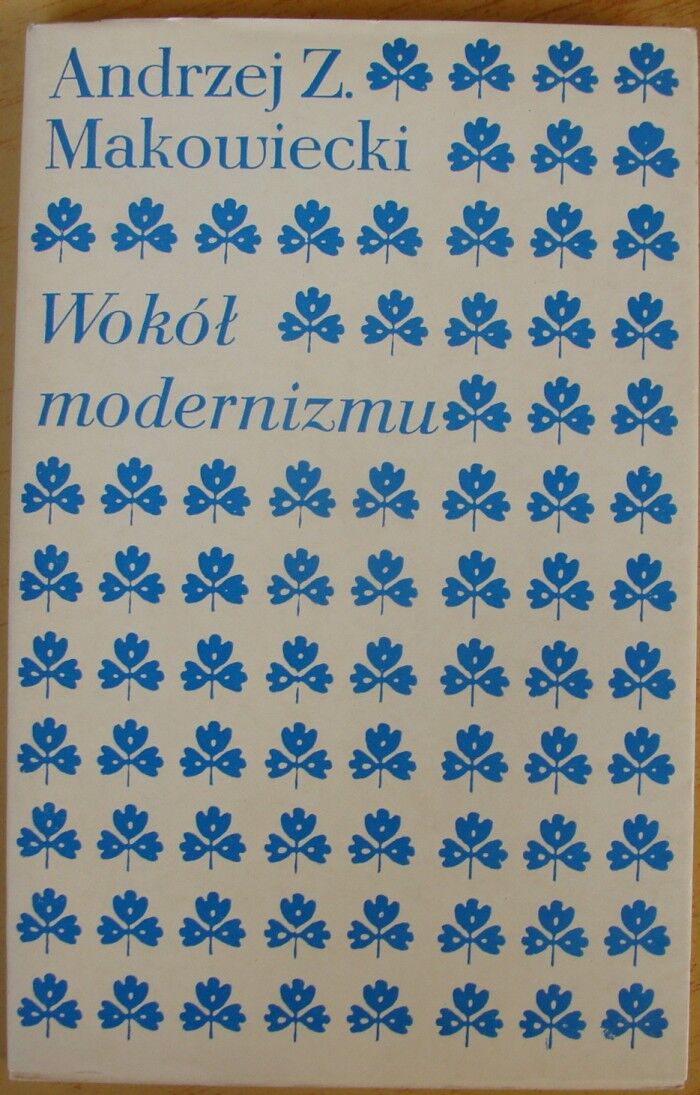 Andrzej Z.
Makowiecki
Wokół
modernizmu